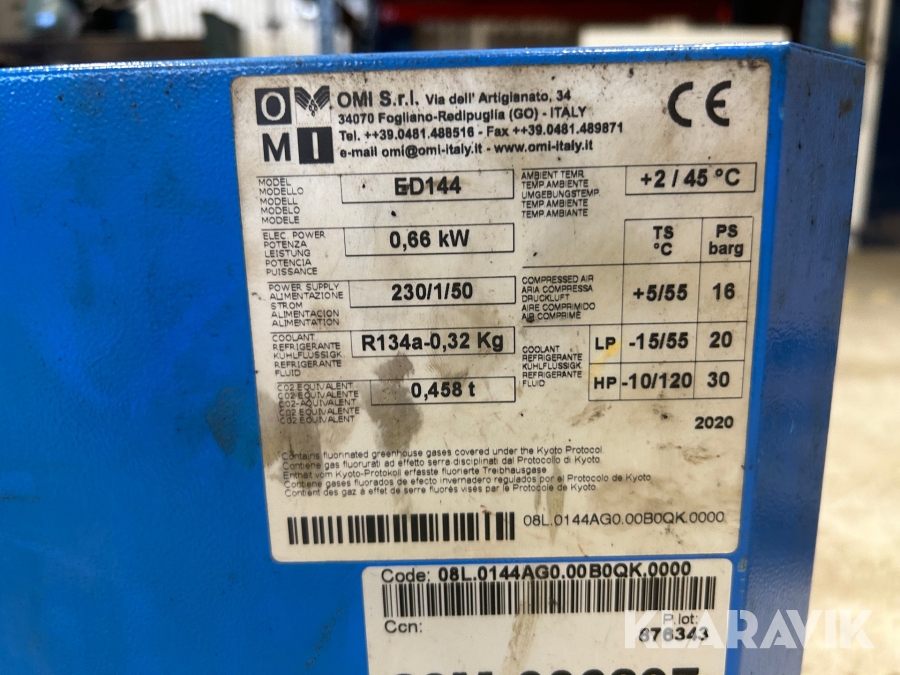 OMI
OMI S.r.l. Via dell' Artigianato, 34
34070 Fogliano-Redipuglia (GO) - ITALY
Tel. ++39.0481.488516 - Fax ++39.0481.489871
e-mail omi@omi-italy.it - www.omi-italy.it
CE
MODEL
MODELLO
MODELL
MODELO
MODELE
ED144
ELEC. POWER
POTENZA
LEISTUNG
POTENCIA
PUISSANCE
0,66 kW
POWER SUPPLY
ALIMENTAZIONE
STROM
ALIMENTACION
ALIMENTATION
230/1/50
COOLANT
REFRIGERANTE
KÜHLFLÜSSIGK.
REFRIGERANTE
FLUID
R134a-0,32 Kg
CO2 EQUIVALENT
CO2 EQUIVALENTE
CO2-AQUIVALENT
CO2 EQUIVALENTE
CO2 EQUIVALENT
0,458 t
AMBIENT TEMP.
TEMP.AMBIENTE
UMGEBUNGSTEMP.
TEMP.AMBIENTE
TEMP.AMBIANTE
+2 / 45 °C
TS °C
PS barg
COMPRESSED AIR
ARIA COMPRESSA
DRUCKLUFT
AIRE COMPRIMIDO
AIR COMPRIMÉ
+5/55 16
COOLANT
REFRIGERANTE
KÜHLFLÜSSIGK
REFRIGERANTE
FLUID
LP -15/55 20
HP -10/120 30
2020
Contains fluorinated greenhouse gases covered under the Kyoto Protocol
Contiene gas fluorurati ad effetto serra disciplinati dal Protocollo di Kyoto
Enthält vom Kyoto-Protokoll erfasste fluorierte Treibhausgase
Contiene gases fluorados de efecto invernadero regulados por el Protocolo de Kyoto
Contient des gaz à effet de serre fluorés visés par le Protocole de Kyoto
08L.0144AG0.00B0QK.0000
Code: 08L.0144AG0.00B0QK.0000
Ccn:
P.lot:
676343
KLARAVIK